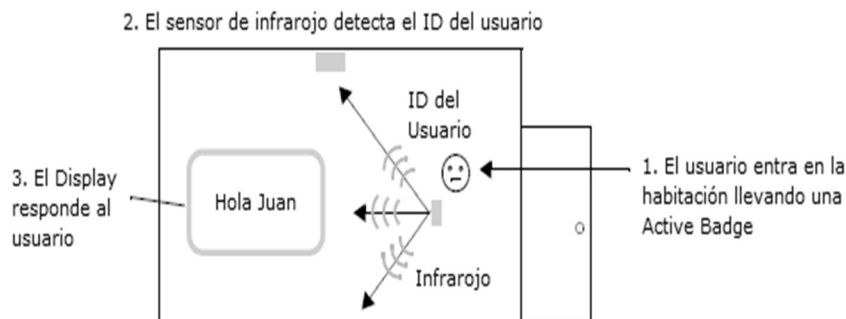 2. El sensor de infrarojo detecta el ID del usuario
ID del
Usuario
1. El usuario entra en la
habitación llevando una
Active Badge
3. El Display
responde al
usuario
Hola Juan
Infrarojo